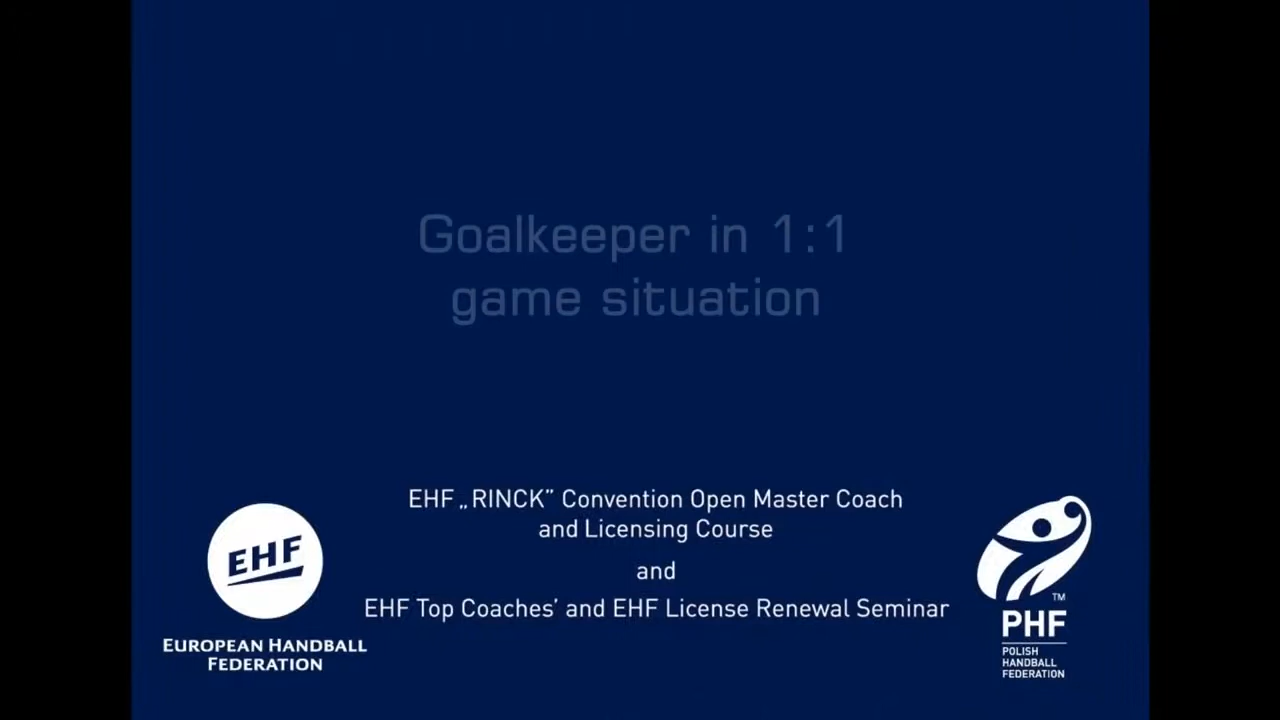 Goalkeeper in 1:1
game situation
EHF „RINCK” Convention Open Master Coach
and Licensing Course
and
EHF Top Coaches’ and EHF License Renewal Seminar
EHF
EUROPEAN HANDBALL
FEDERATION
TM
PHF
POLISH
HANDBALL
FEDERATION